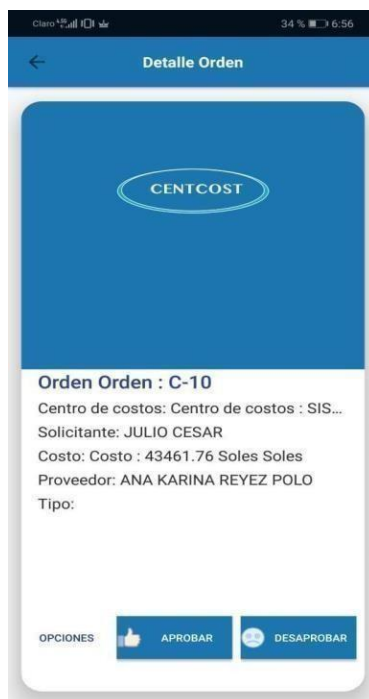 Claro 34 % 6:56
Detalle Orden
CENTCOST
Orden Orden : C-10
Centro de costos: Centro de costos : SIS...
Solicitante: JULIO CESAR
Costo: Costo : 43461.76 Soles Soles
Proveedor: ANA KARINA REYEZ POLO
Tipo:
OPCIONES APROBAR DESAPROBAR